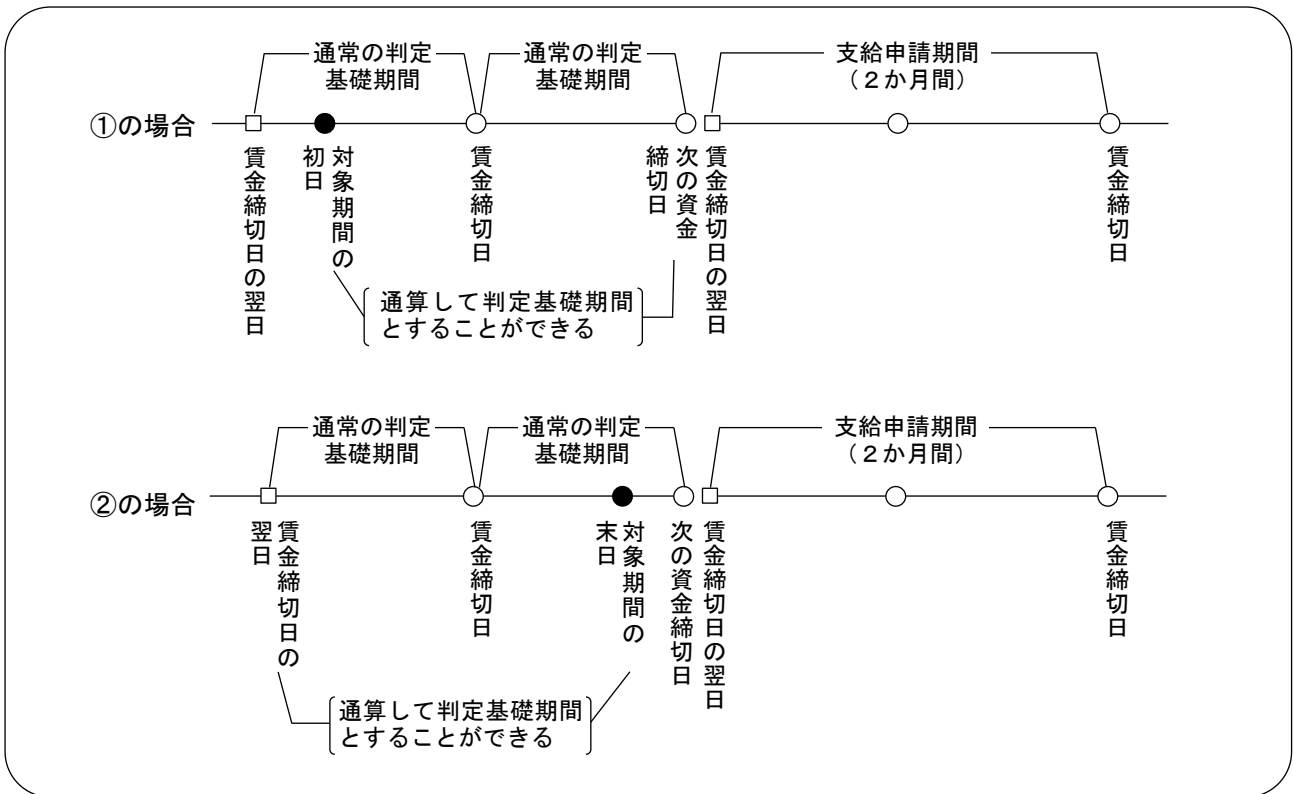 通常の判定
基礎期間
通常の判定
基礎期間
支給申請期間
（２か月間）
①の場合
賃金締切日の翌日
対象期間の
初日
賃金締切日
次の資金
締切日
賃金締切日の翌日
賃金締切日
通算して判定基礎期間
とすることができる
通常の判定
基礎期間
通常の判定
基礎期間
支給申請期間
（２か月間）
②の場合
賃金締切日の
翌日
賃金締切日
対象期間の
末日
次の資金締切日
賃金締切日の翌日
賃金締切日
通算して判定基礎期間
とすることができる